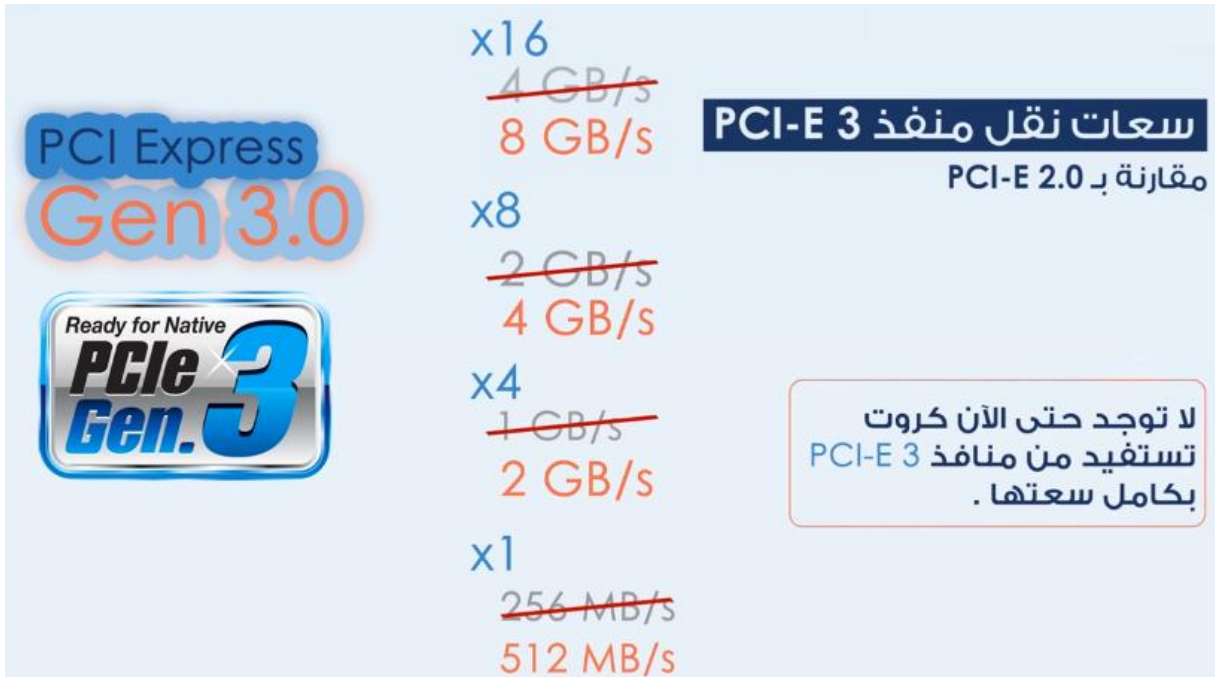 سعات نقل منفذ PCI-E 3
مقارنة بـ PCI-E 2.0
PCI Express
Gen 3.0
Ready for Native
PCIe
Gen. 3
x16
4 GB/s
8 GB/s
x8
2 GB/s
4 GB/s
x4
1 GB/s
2 GB/s
x1
256 MB/s
512 MB/s
لا توجد حتى الآن كروت
تستفيد من منافذ PCI-E 3
بكامل سعتها .